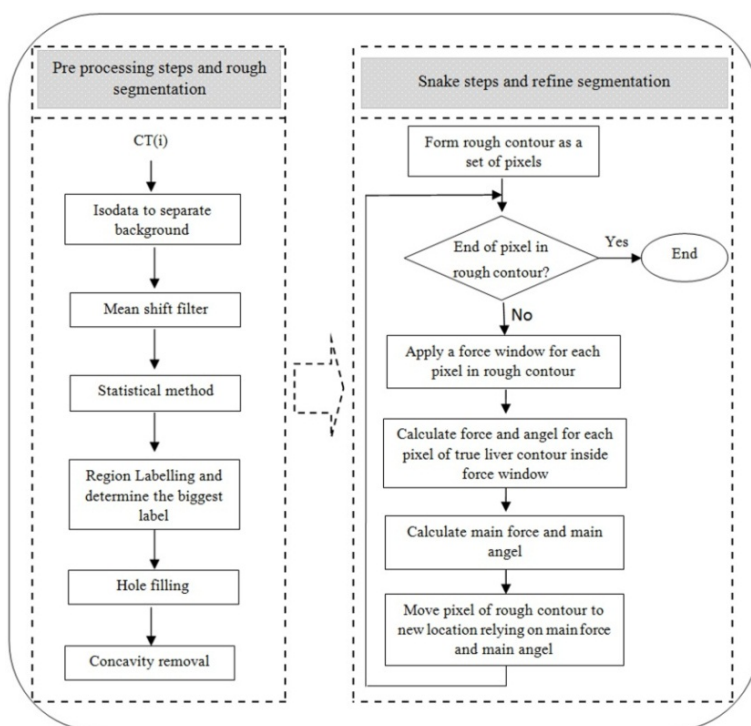 Pre processing steps and rough
segmentation
CT(i)
Isodata to separate
background
Mean shift filter
Statistical method
Region Labelling and
determine the biggest
label
Hole filling
Concavity removal
Snake steps and refine segmentation
Form rough contour as a
set of pixels
End of pixel in
rough contour?
Yes
End
No
Apply a force window for each
pixel in rough contour
Calculate force and angel for each
pixel of true liver contour inside
force window
Calculate main force and main
angel
Move pixel of rough contour to
new location relying on main force
and main angel